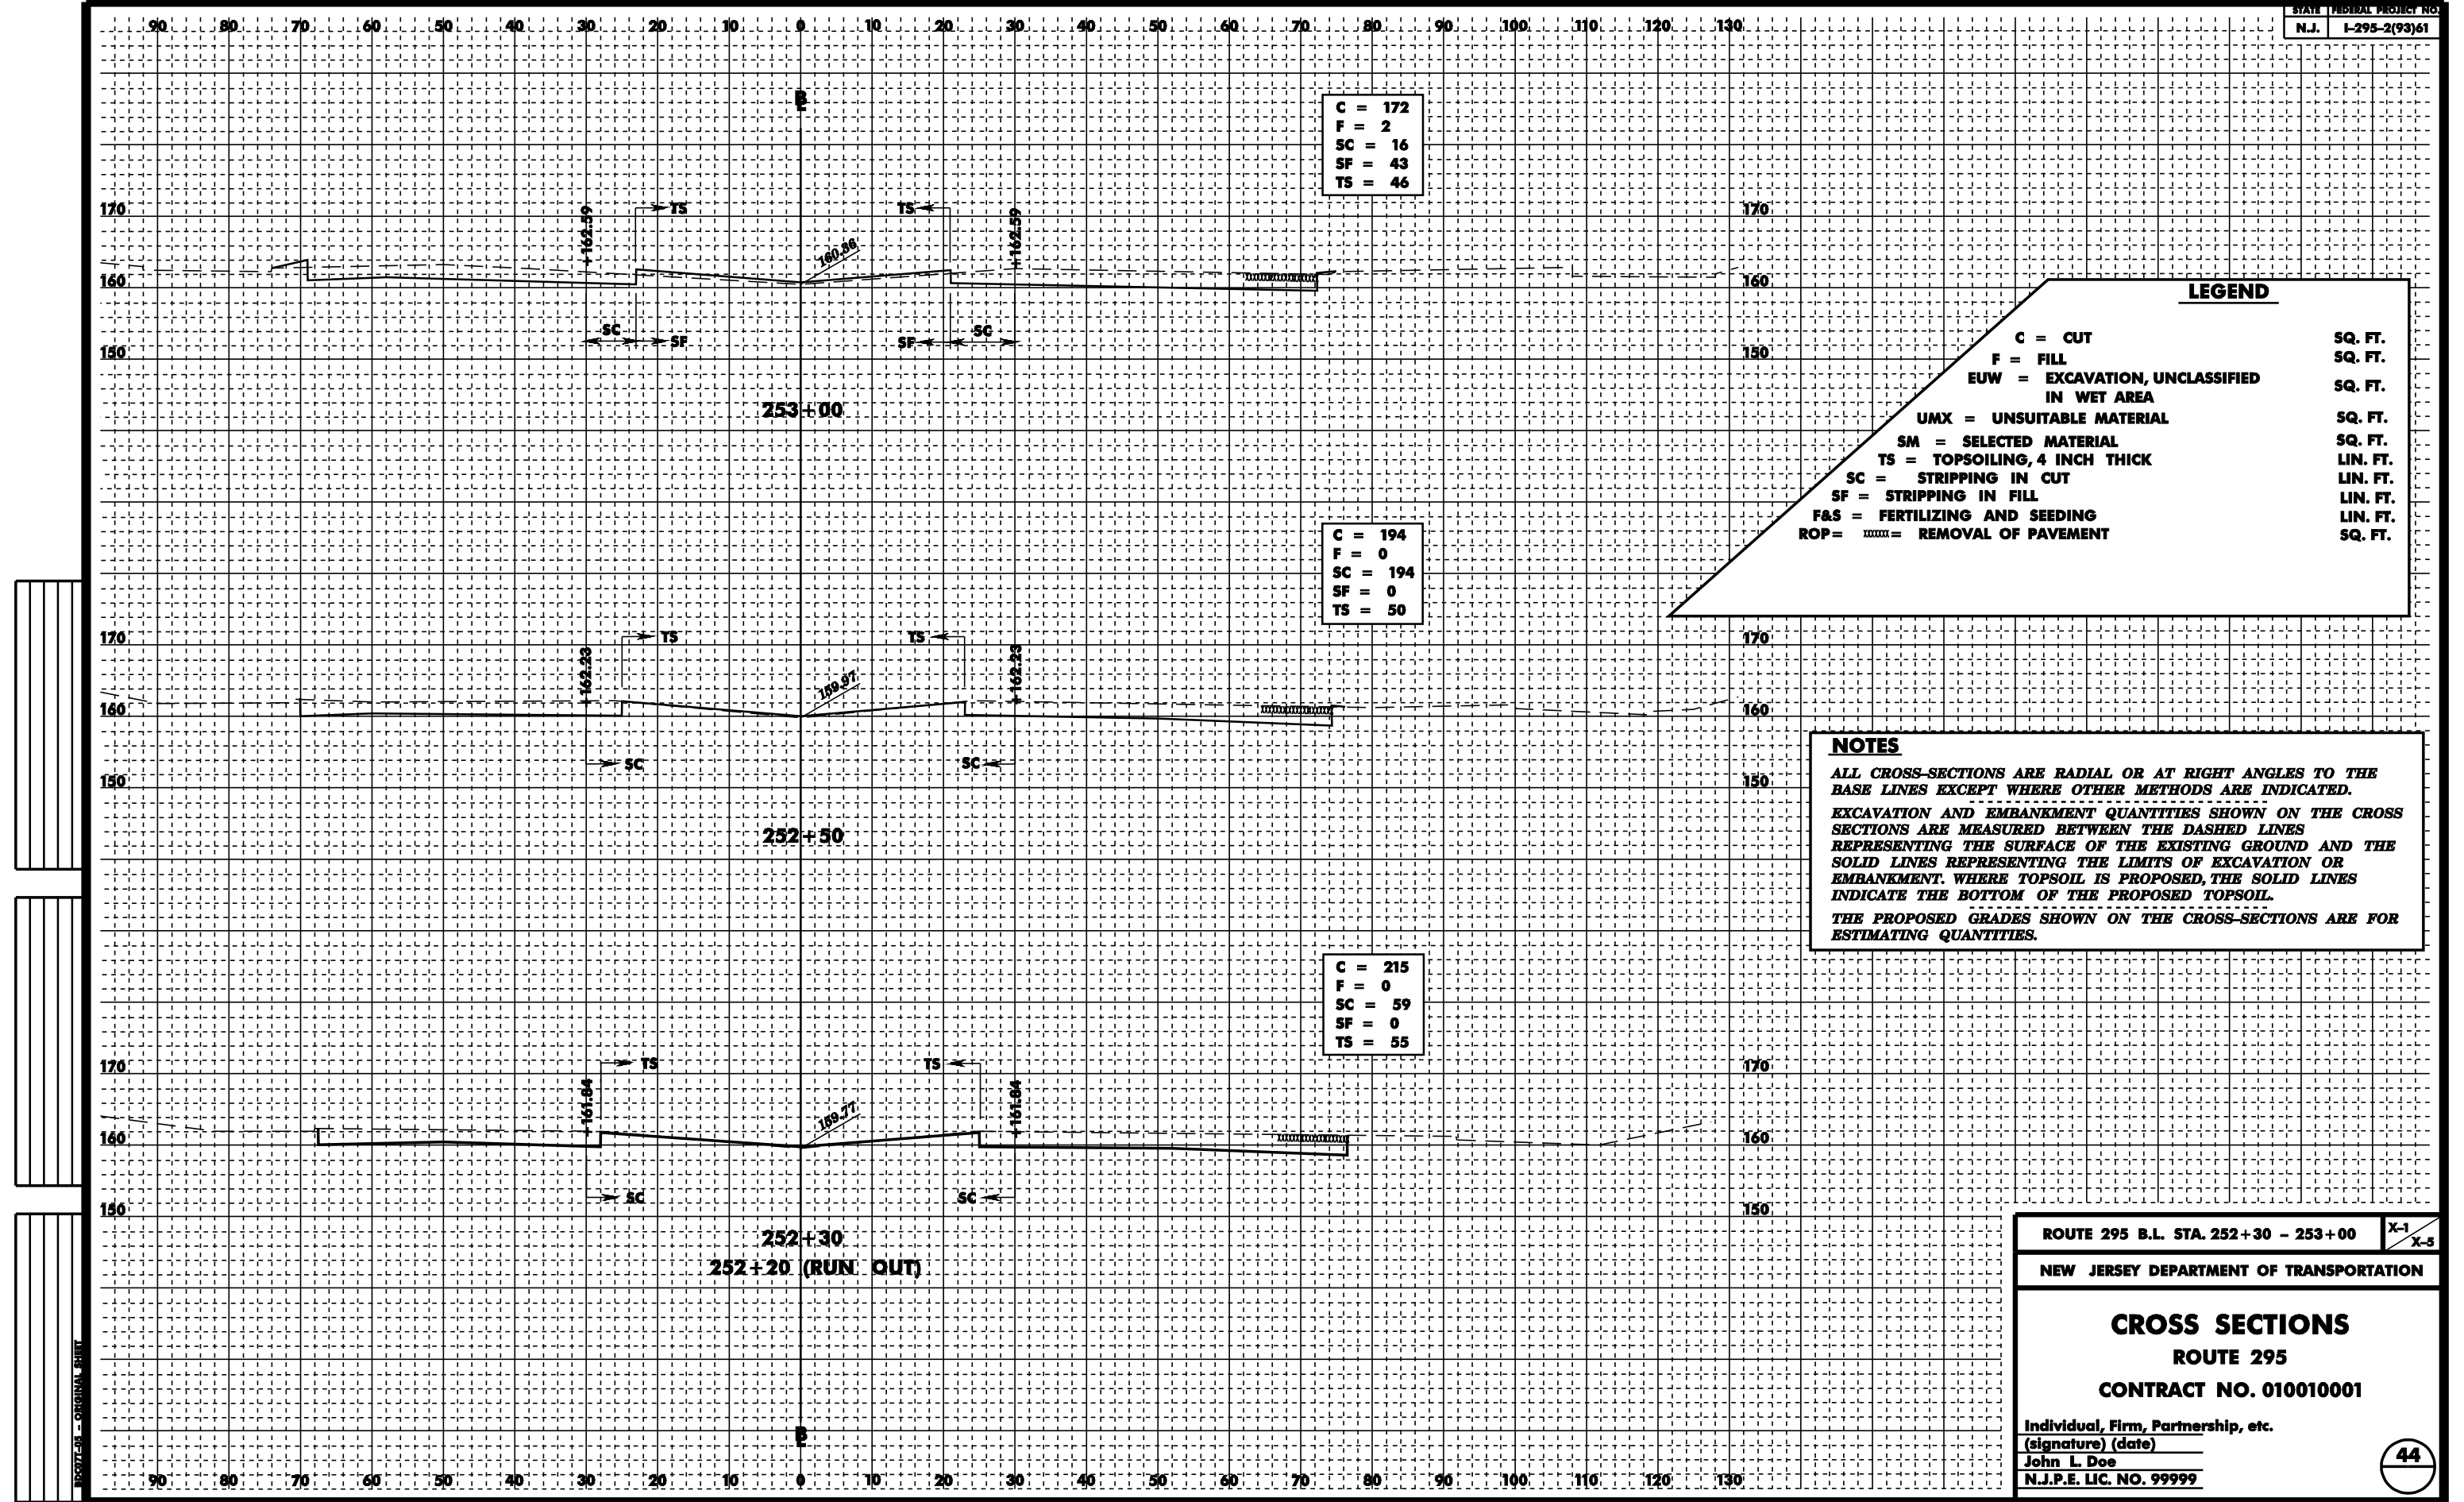 STATE FEDERAL PROJECT NO.
N.J. I-295-2(93)61
90 80 70 60 50 40 30 20 10 0 10 20 30 40 50 60 70 80 90 100 110 120 130
C = 172
F = 2
SC = 16
SF = 43
TS = 46
170 +162.59 TS TS +162.59 170
160.36
160 160
SC SF SF SC
150 150
253+00
LEGEND
C = CUT SQ. FT.
F = FILL SQ. FT.
EUW = EXCAVATION, UNCLASSIFIED SQ. FT.
IN WET AREA
UMX = UNSUITABLE MATERIAL SQ. FT.
SM = SELECTED MATERIAL SQ. FT.
TS = TOPSOILING, 4 INCH THICK LIN. FT.
SC = STRIPPING IN CUT LIN. FT.
SF = STRIPPING IN FILL LIN. FT.
F&S = FERTILIZING AND SEEDING LIN. FT.
ROP = = REMOVAL OF PAVEMENT SQ. FT.
C = 194
F = 0
SC = 194
SF = 0
TS = 50
170 TS TS 170
+162.23 159.97 +162.23
160 160
SC SC
150 150
252+50
NOTES
ALL CROSS-SECTIONS ARE RADIAL OR AT RIGHT ANGLES TO THE
BASE LINES EXCEPT WHERE OTHER METHODS ARE INDICATED.
EXCAVATION AND EMBANKMENT QUANTITIES SHOWN ON THE CROSS
SECTIONS ARE MEASURED BETWEEN THE DASHED LINES
REPRESENTING THE SURFACE OF THE EXISTING GROUND AND THE
SOLID LINES REPRESENTING THE LIMITS OF EXCAVATION OR
EMBANKMENT. WHERE TOPSOIL IS PROPOSED, THE SOLID LINES
INDICATE THE BOTTOM OF THE PROPOSED TOPSOIL.
THE PROPOSED GRADES SHOWN ON THE CROSS-SECTIONS ARE FOR
ESTIMATING QUANTITIES.
C = 215
F = 0
SC = 59
SF = 0
TS = 55
170 TS TS 170
+161.84 159.77 +161.84
160 160
SC SC
150 150
252+30
252+20 (RUN OUT)
90 80 70 60 50 40 30 20 10 0 10 20 30 40 50 60 70 80 90 100 110 120 130
ROUTE 295 B.L. STA. 252+30 - 253+00
X-1
X-5
NEW JERSEY DEPARTMENT OF TRANSPORTATION
CROSS SECTIONS
ROUTE 295
CONTRACT NO. 010010001
Individual, Firm, Partnership, etc.
(signature) (date)
John L. Doe
N.J.P.E. LIC. NO. 99999
44
- ORIGINAL SHEET